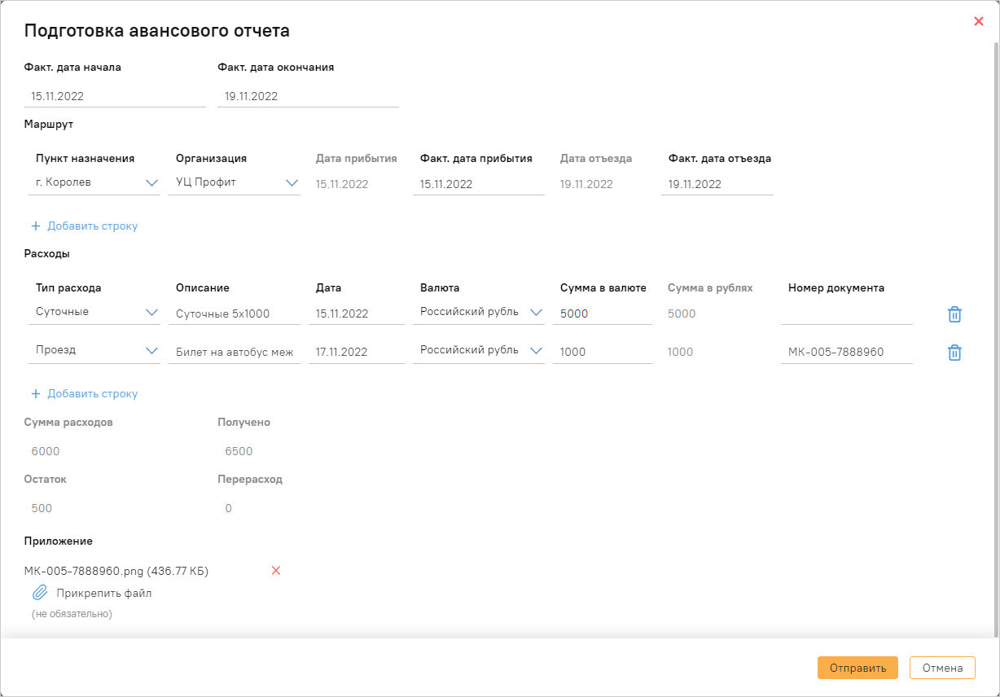 Подготовка авансового отчета
Факт. дата начала Факт. дата окончания
15.11.2022 19.11.2022
Маршрут
Пункт назначения Организация Дата прибытия Факт. дата прибытия Дата отъезда Факт. дата отъезда
г. Королев УЦ Профит 15.11.2022 15.11.2022 19.11.2022 19.11.2022
+ Добавить строку
Расходы
Тип расхода Описание Дата Валюта Сумма в валюте Сумма в рублях Номер документа
Суточные Суточные 5x1000 15.11.2022 Российский рубль 5000 5000
Проезд Билет на автобус меж 17.11.2022 Российский рубль 1000 1000 МК-005-7888960
+ Добавить строку
Сумма расходов Получено
6000 6500
Остаток Перерасход
500 0
Приложение
МК-005-7888960.png (436.77 КБ)
Прикрепить файл
(не обязательно)
Отправить Отмена